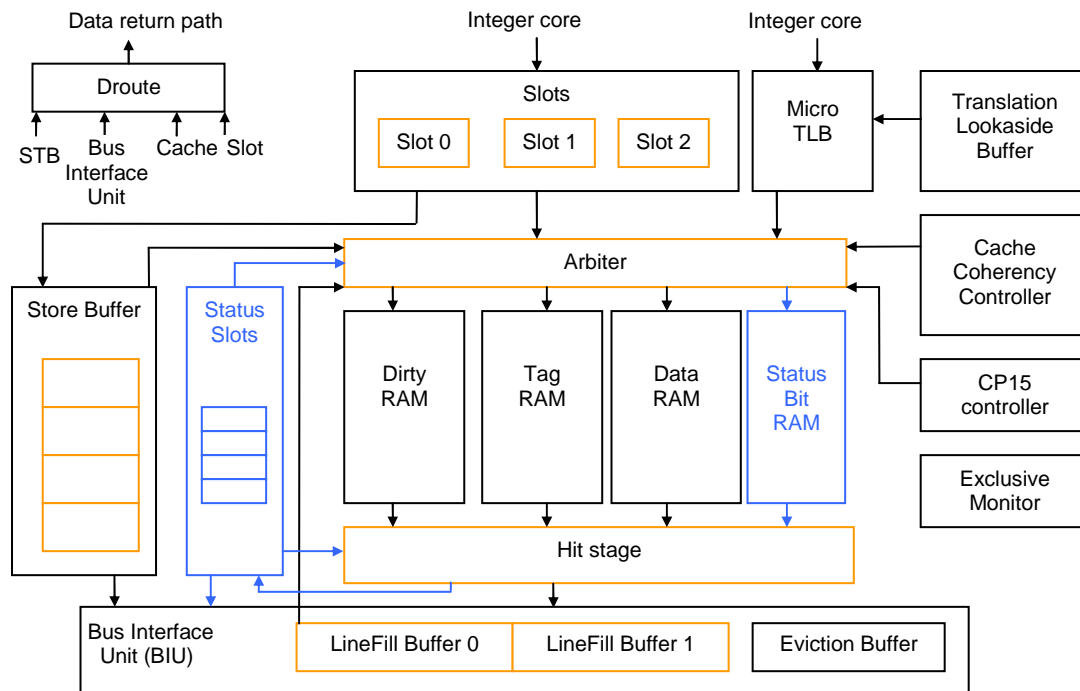 Data return path
Integer core
Integer core
Droute
STB
Bus
Interface
Unit
Cache
Slot
Slots
Slot 0
Slot 1
Slot 2
Micro
TLB
Translation
Lookaside
Buffer
Arbiter
Cache
Coherency
Controller
Store Buffer
Status
Slots
Dirty
RAM
Tag
RAM
Data
RAM
Status
Bit
RAM
CP15
controller
Exclusive
Monitor
Hit stage
Bus Interface
Unit (BIU)
LineFill Buffer 0
LineFill Buffer 1
Eviction Buffer